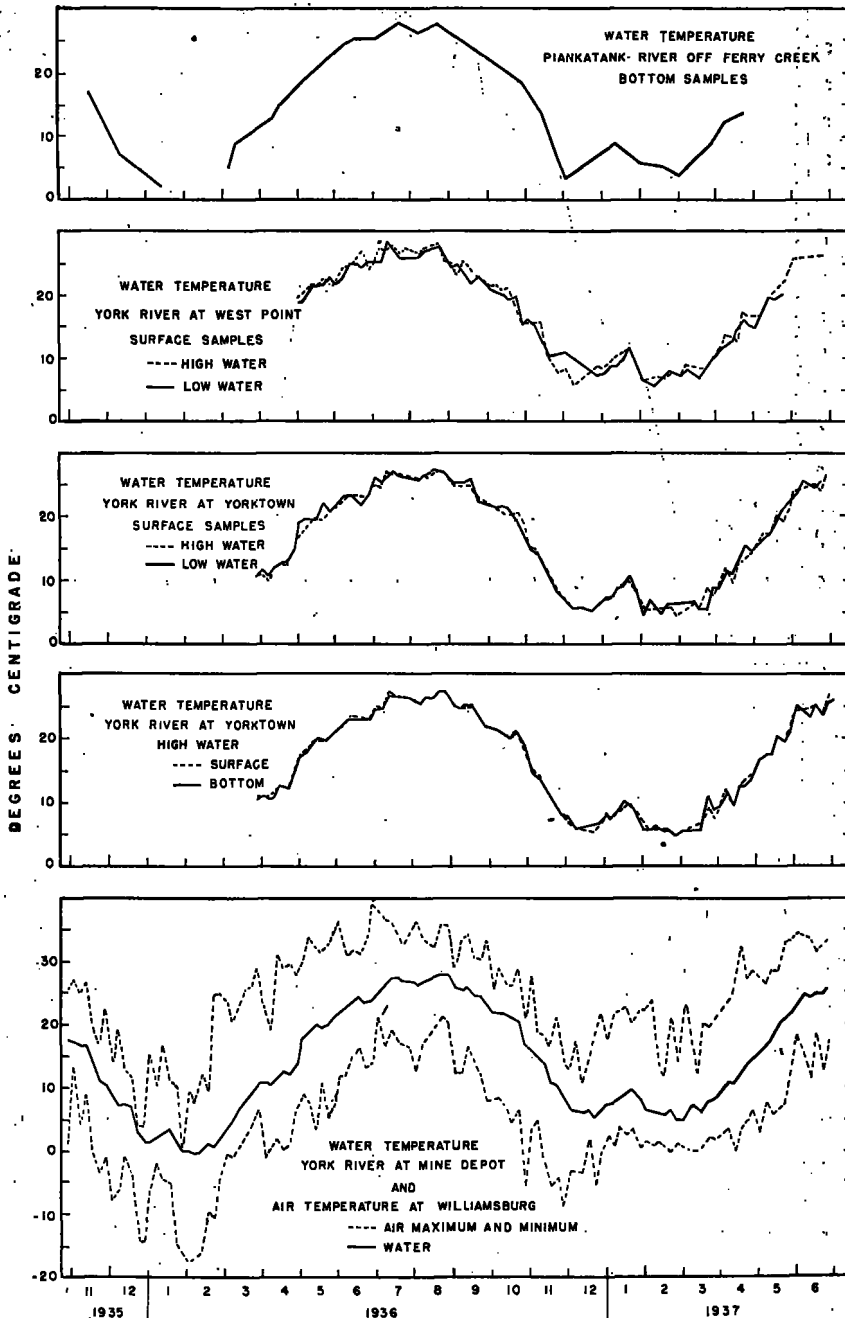 WATER TEMPERATURE
PIANKATANK- RIVER OFF FERRY CREEK
BOTTOM SAMPLES
20
10
0
WATER TEMPERATURE
YORK RIVER AT WEST POINT
SURFACE SAMPLES
HIGH WATER
LOW WATER
20
10
0
WATER TEMPERATURE
YORK RIVER AT YORKTOWN
SURFACE SAMPLES
HIGH WATER
LOW WATER
20
10
0
WATER TEMPERATURE
YORK RIVER AT YORKTOWN
HIGH WATER
SURFACE
BOTTOM
20
10
0
DEGREES CENTIGRADE
30
20
10
0
-10
-20
WATER TEMPERATURE
YORK RIVER AT MINE DEPOT
AND
AIR TEMPERATURE AT WILLIAMSBURG
AIR MAXIMUM AND MINIMUM
WATER
11 12 1 2 3 4 5 6 7 8 9 10 11 12 1 2 3 4 5 6
1935 1936 1937